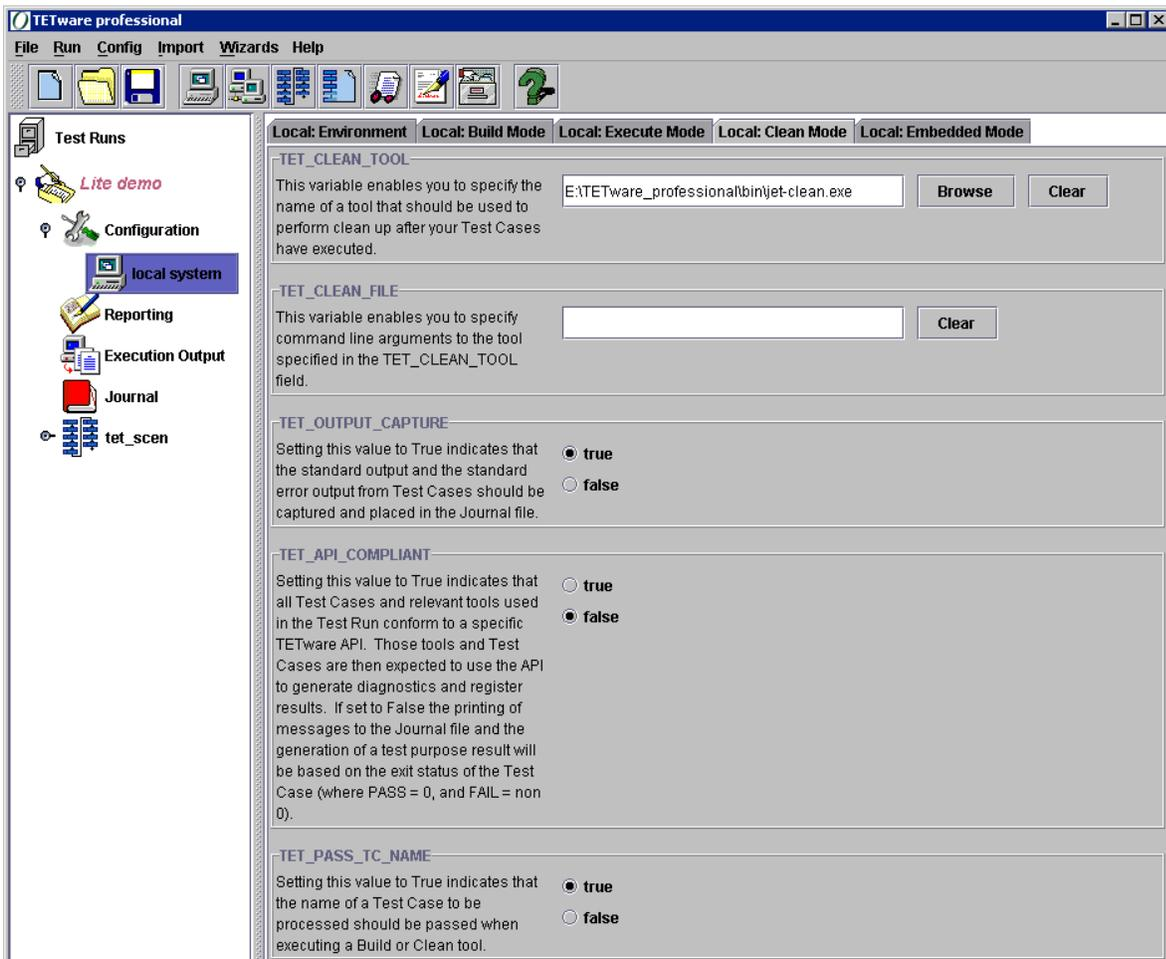 TETware professional
File Run Config Import Wizards Help
Test Runs
Lite demo
Configuration
local system
Reporting
Execution Output
Journal
tet_scen
Local: Environment
Local: Build Mode
Local: Execute Mode
Local: Clean Mode
Local: Embedded Mode
TET_CLEAN_TOOL
This variable enables you to specify the
name of a tool that should be used to
perform clean up after your Test Cases
have executed.
E:\TETware_professional\bin\jet-clean.exe
Browse
Clear
TET_CLEAN_FILE
This variable enables you to specify
command line arguments to the tool
specified in the TET_CLEAN_TOOL
field.
Clear
TET_OUTPUT_CAPTURE
Setting this value to True indicates that
the standard output and the standard
error output from Test Cases should be
captured and placed in the Journal file.
true
false
TET_API_COMPLIANT
Setting this value to True indicates that
all Test Cases and relevant tools used
in the Test Run conform to a specific
TETware API. Those tools and Test
Cases are then expected to use the API
to generate diagnostics and register
results. If set to False the printing of
messages to the Journal file and the
generation of a test purpose result will
be based on the exit status of the Test
Case (where PASS = 0, and FAIL = non
0).
true
false
TET_PASS_TC_NAME
Setting this value to True indicates that
the name of a Test Case to be
processed should be passed when
executing a Build or Clean tool.
true
false